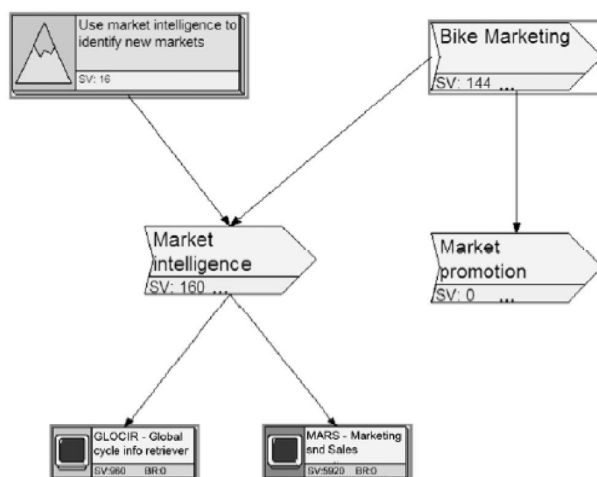 Use market intelligence to
identify new markets
SV: 16
Bike Marketing
SV: 144 ...
Market
intelligence
SV: 160 ...
Market
promotion
SV: 0 ...
GLOCIR - Global
cycle info retriever
SV:960 BR:0
MARS - Marketing
snd Sales
...
SV:5920 BR:0